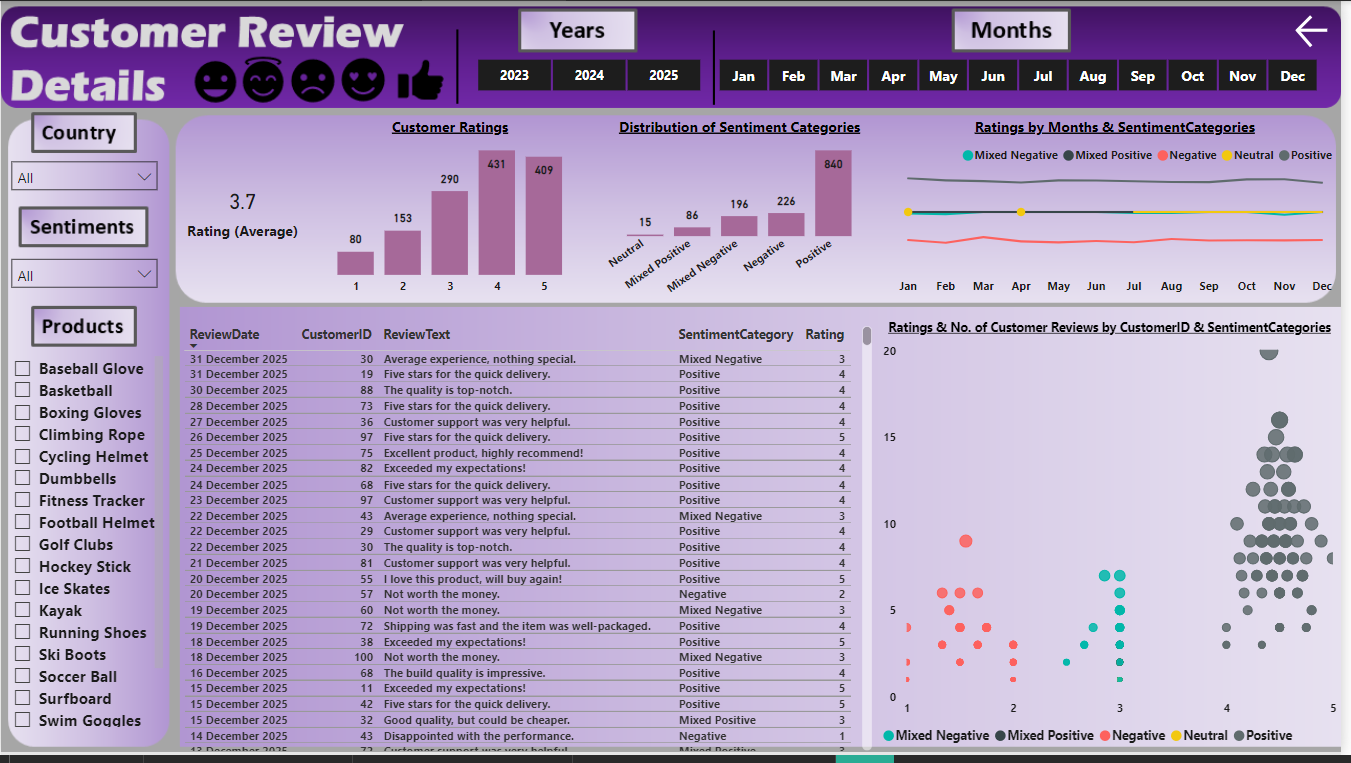 Customer Review
Details
Years
2023 2024 2025
Months
Jan Feb Mar Apr May Jun Jul Aug Sep Oct Nov Dec
Country
All
Sentiments
All
Products
Baseball Glove
Basketball
Boxing Gloves
Climbing Rope
Cycling Helmet
Dumbbells
Fitness Tracker
Football Helmet
Golf Clubs
Hockey Stick
Ice Skates
Kayak
Running Shoes
Ski Boots
Soccer Ball
Surfboard
Swim Goggles
3.7
Rating (Average)
Customer Ratings
80 153 290 431 409
1 2 3 4 5
Distribution of Sentiment Categories
15 86 196 226 840
Neutral Mixed Positive Mixed Negative Negative Positive
Ratings by Months & SentimentCategories
Mixed Negative Mixed Positive Negative Neutral Positive
Jan Feb Mar Apr May Jun Jul Aug Sep Oct Nov Dec
ReviewDate CustomerID ReviewText SentimentCategory Rating
31 December 2025 30 Average experience, nothing special. Mixed Negative 3
31 December 2025 19 Five stars for the quick delivery. Positive 4
30 December 2025 88 The quality is top-notch. Positive 4
28 December 2025 73 Five stars for the quick delivery. Positive 4
27 December 2025 36 Customer support was very helpful. Positive 4
26 December 2025 97 Five stars for the quick delivery. Positive 5
25 December 2025 75 Excellent product, highly recommend! Positive 4
24 December 2025 82 Exceeded my expectations! Positive 4
24 December 2025 68 Five stars for the quick delivery. Positive 4
23 December 2025 97 Customer support was very helpful. Positive 4
22 December 2025 43 Average experience, nothing special. Mixed Negative 3
22 December 2025 29 Customer support was very helpful. Positive 4
22 December 2025 30 The quality is top-notch. Positive 4
21 December 2025 81 Customer support was very helpful. Positive 4
20 December 2025 55 I love this product, will buy again! Positive 5
20 December 2025 57 Not worth the money. Negative 2
19 December 2025 60 Not worth the money. Mixed Negative 3
19 December 2025 72 Shipping was fast and the item was well-packaged. Positive 4
18 December 2025 38 Exceeded my expectations! Positive 5
18 December 2025 100 Not worth the money. Mixed Negative 3
16 December 2025 68 The build quality is impressive. Positive 4
15 December 2025 11 Exceeded my expectations! Positive 5
15 December 2025 42 Five stars for the quick delivery. Positive 5
15 December 2025 32 Good quality, but could be cheaper. Mixed Positive 3
14 December 2025 43 Disappointed with the performance. Negative 1
13 December 2025 72 Customer support was very helpful. Mixed Positive 3
Ratings & No. of Customer Reviews by CustomerID & SentimentCategories
20
15
10
5
0
1 2 3 4 5
Mixed Negative Mixed Positive Negative Neutral Positive